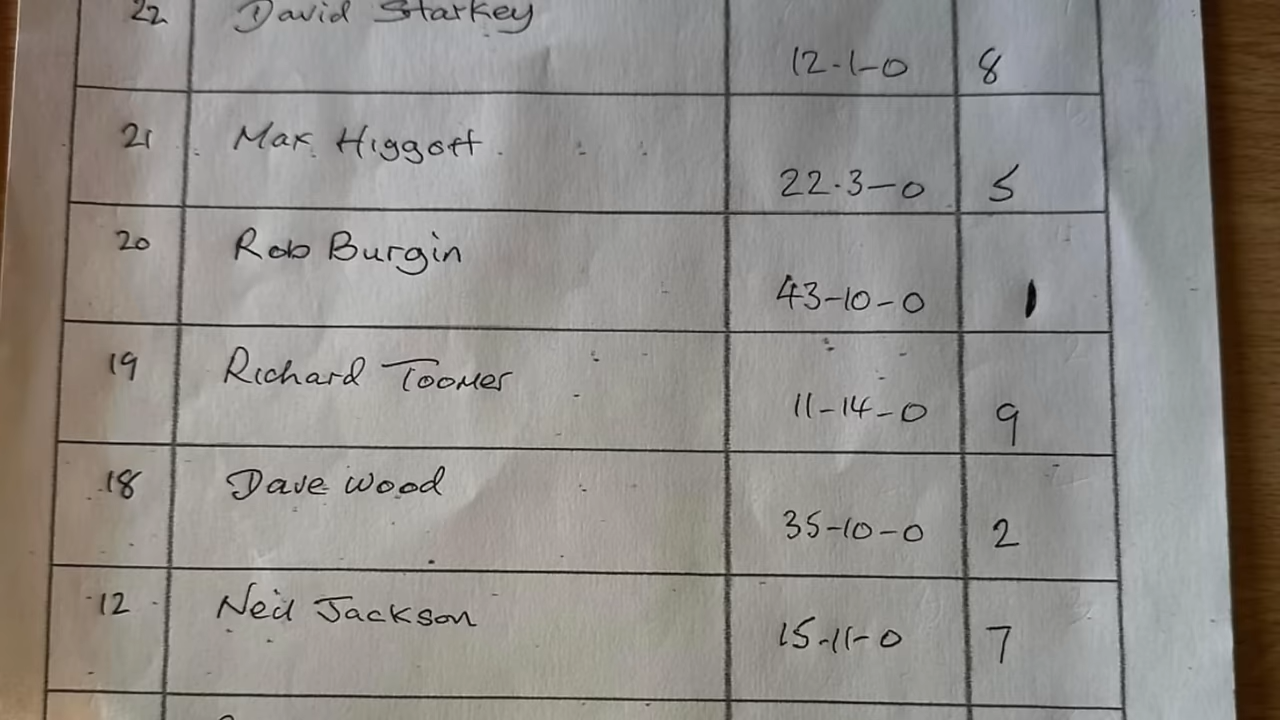 22 David Starkey 12-1-0 8
21 Max Higgott 22-3-0 5
20 Rob Burgin 43-10-0 1
19 Richard Toomer 11-14-0 9
18 Dave Wood 35-10-0 2
12 Neil Jackson 15-11-0 7